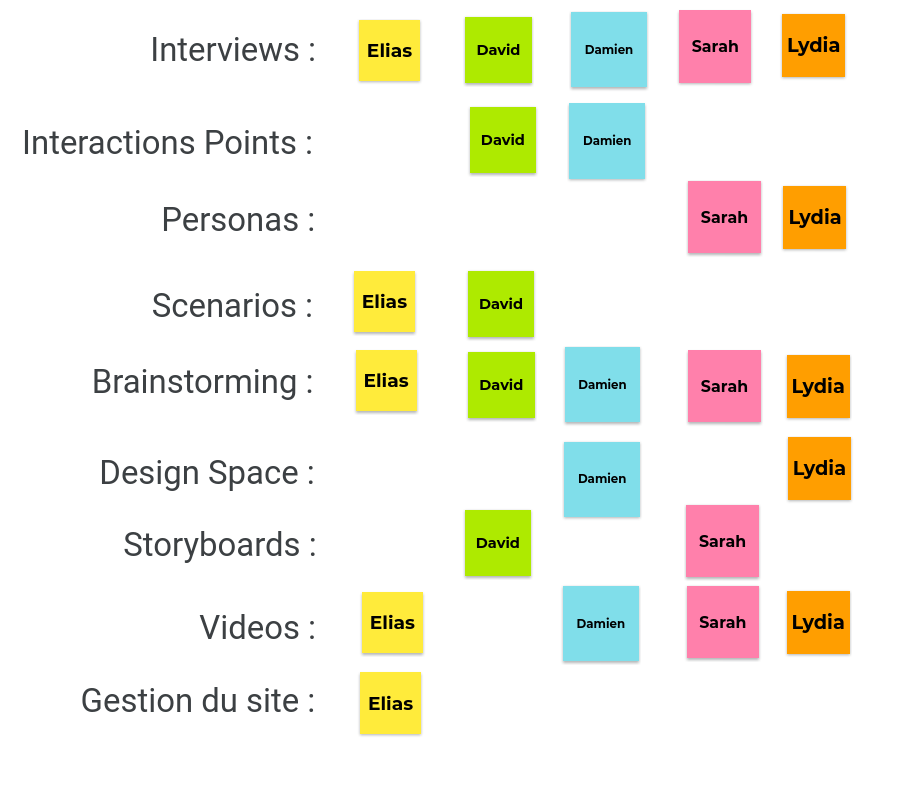 Interviews : Elias David Damien Sarah Lydia
Interactions Points : David Damien
Personas : Sarah Lydia
Scenarios : Elias David
Brainstorming : Elias David Damien Sarah Lydia
Design Space : Damien Lydia
Storyboards : David Sarah
Videos : Elias Damien Sarah Lydia
Gestion du site : Elias